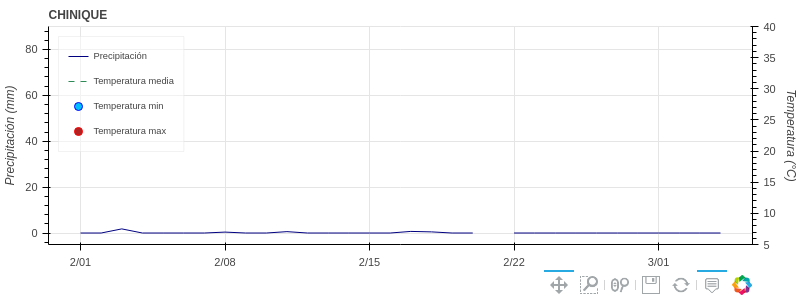 CHINIQUE
Precipitación (mm)
80
60
40
20
0
Precipitación
Temperatura media
Temperatura min
Temperatura max
40
35
30
25
20
15
10
5
Temperatura (°C)
2/01
2/08
2/15
2/22
3/01